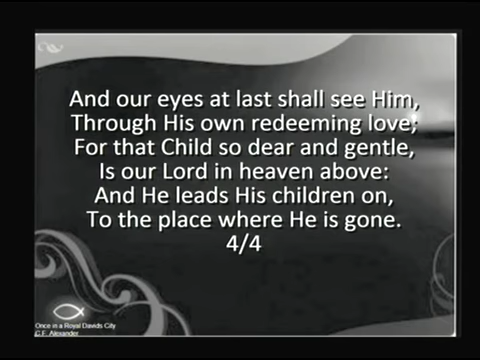 And our eyes at last shall see Him,
Through His own redeeming love;
For that Child so dear and gentle,
Is our Lord in heaven above:
And He leads His children on,
To the place where He is gone.
4/4
Once in a Royal Davids City
C.F. Alexander